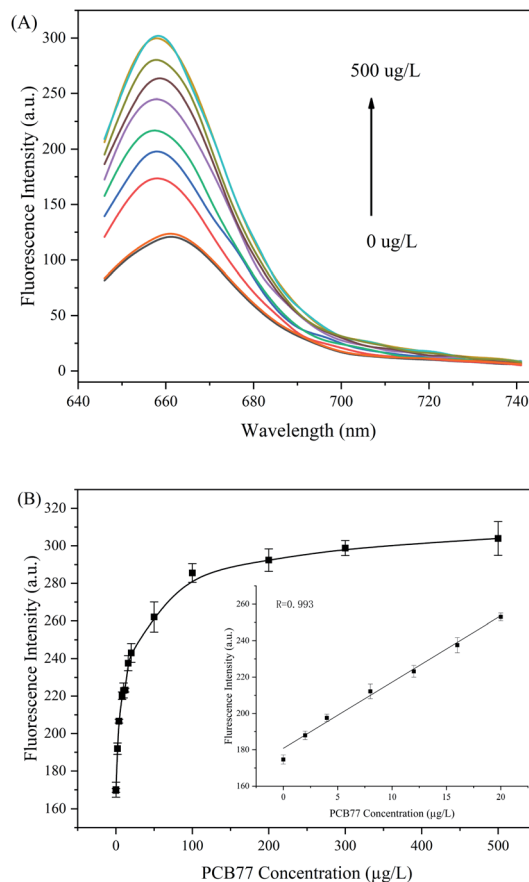 (A)
300
250
200
150
100
50
0
Fluorescence Intensity (a.u.)
500 ug/L
0 ug/L
640 660 680 700 720 740
Wavelength (nm)
(B)
320
300
280
260
240
220
200
180
160
Fluorescence Intensity (a.u.)
R=0.993
260
240
220
200
180
160
Flurescence Intensity (a.u.)
0 5 10 15 20
PCB77 Concentration (μg/L)
0 100 200 300 400 500
PCB77 Concentration (μg/L)